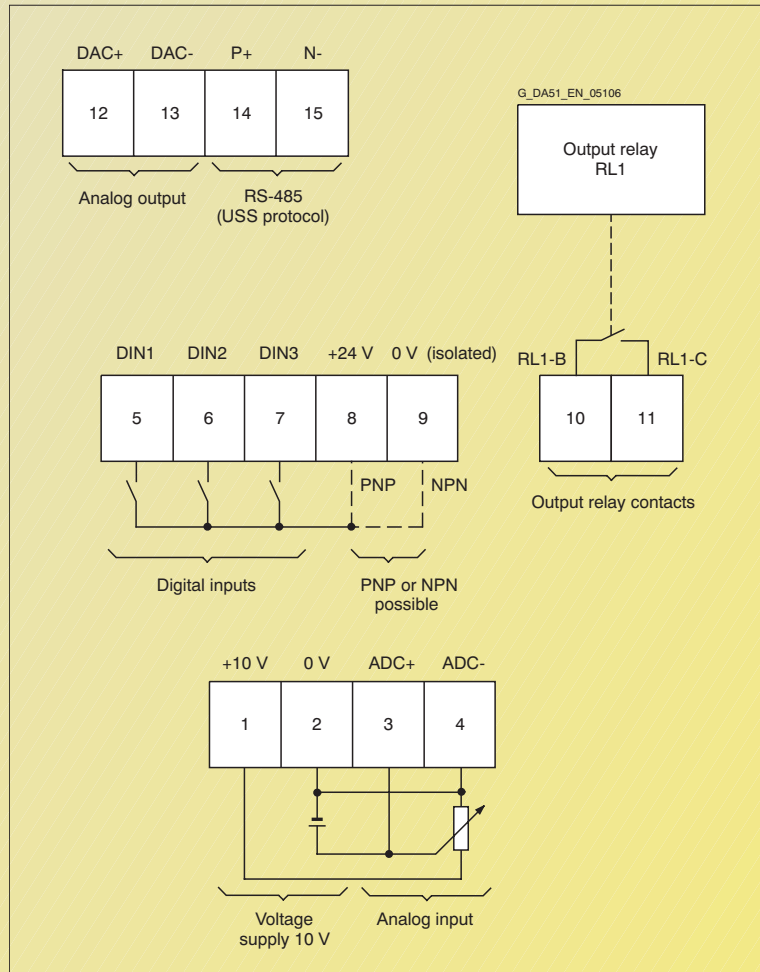 DAC+ DAC- P+ N-
12 13 14 15
Analog output
RS-485
(USS protocol)
G_DA51_EN_05106
Output relay
RL1
RL1-B RL1-C
10 11
Output relay contacts
DIN1 DIN2 DIN3 +24 V 0 V (isolated)
5 6 7 8 9
PNP NPN
Digital inputs
PNP or NPN
possible
+10 V 0 V ADC+ ADC-
1 2 3 4
Voltage
supply 10 V
Analog input